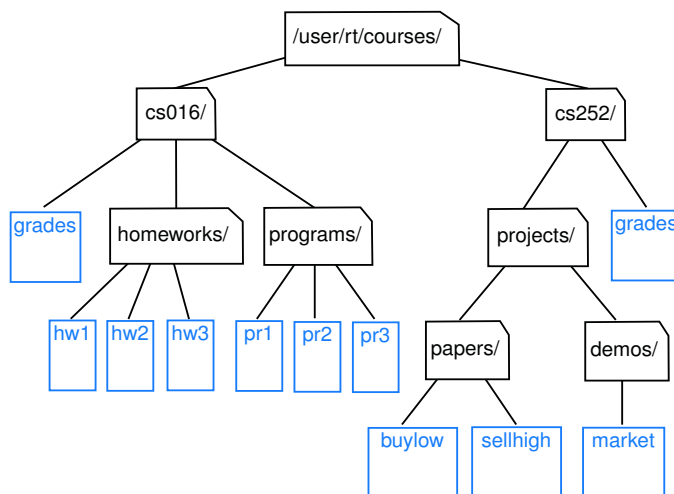 /user/rt/courses/
cs016/
cs252/
grades
homeworks/
programs/
projects/
grades
hw1
hw2
hw3
pr1
pr2
pr3
papers/
demos/
buylow
sellhigh
market